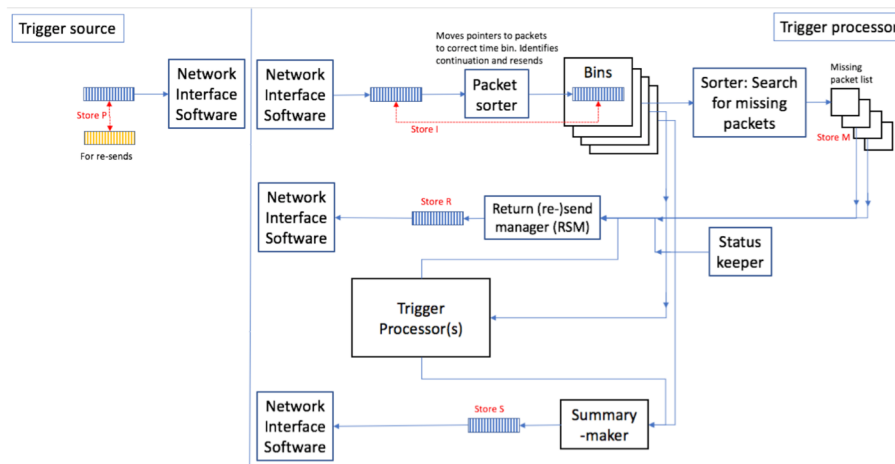 Trigger source
Trigger processor
Moves pointers to packets
to correct time bin. Identifies
continuation and resends
Network
Interface
Software
Network
Interface
Software
Packet
sorter
Bins
Sorter: Search
for missing
packets
Missing
packet list
Store P
Store I
Store M
For re-sends
Network
Interface
Software
Store R
Return (re-)send
manager (RSM)
Status
keeper
Trigger
Processor(s)
Network
Interface
Software
Store S
Summary
-maker